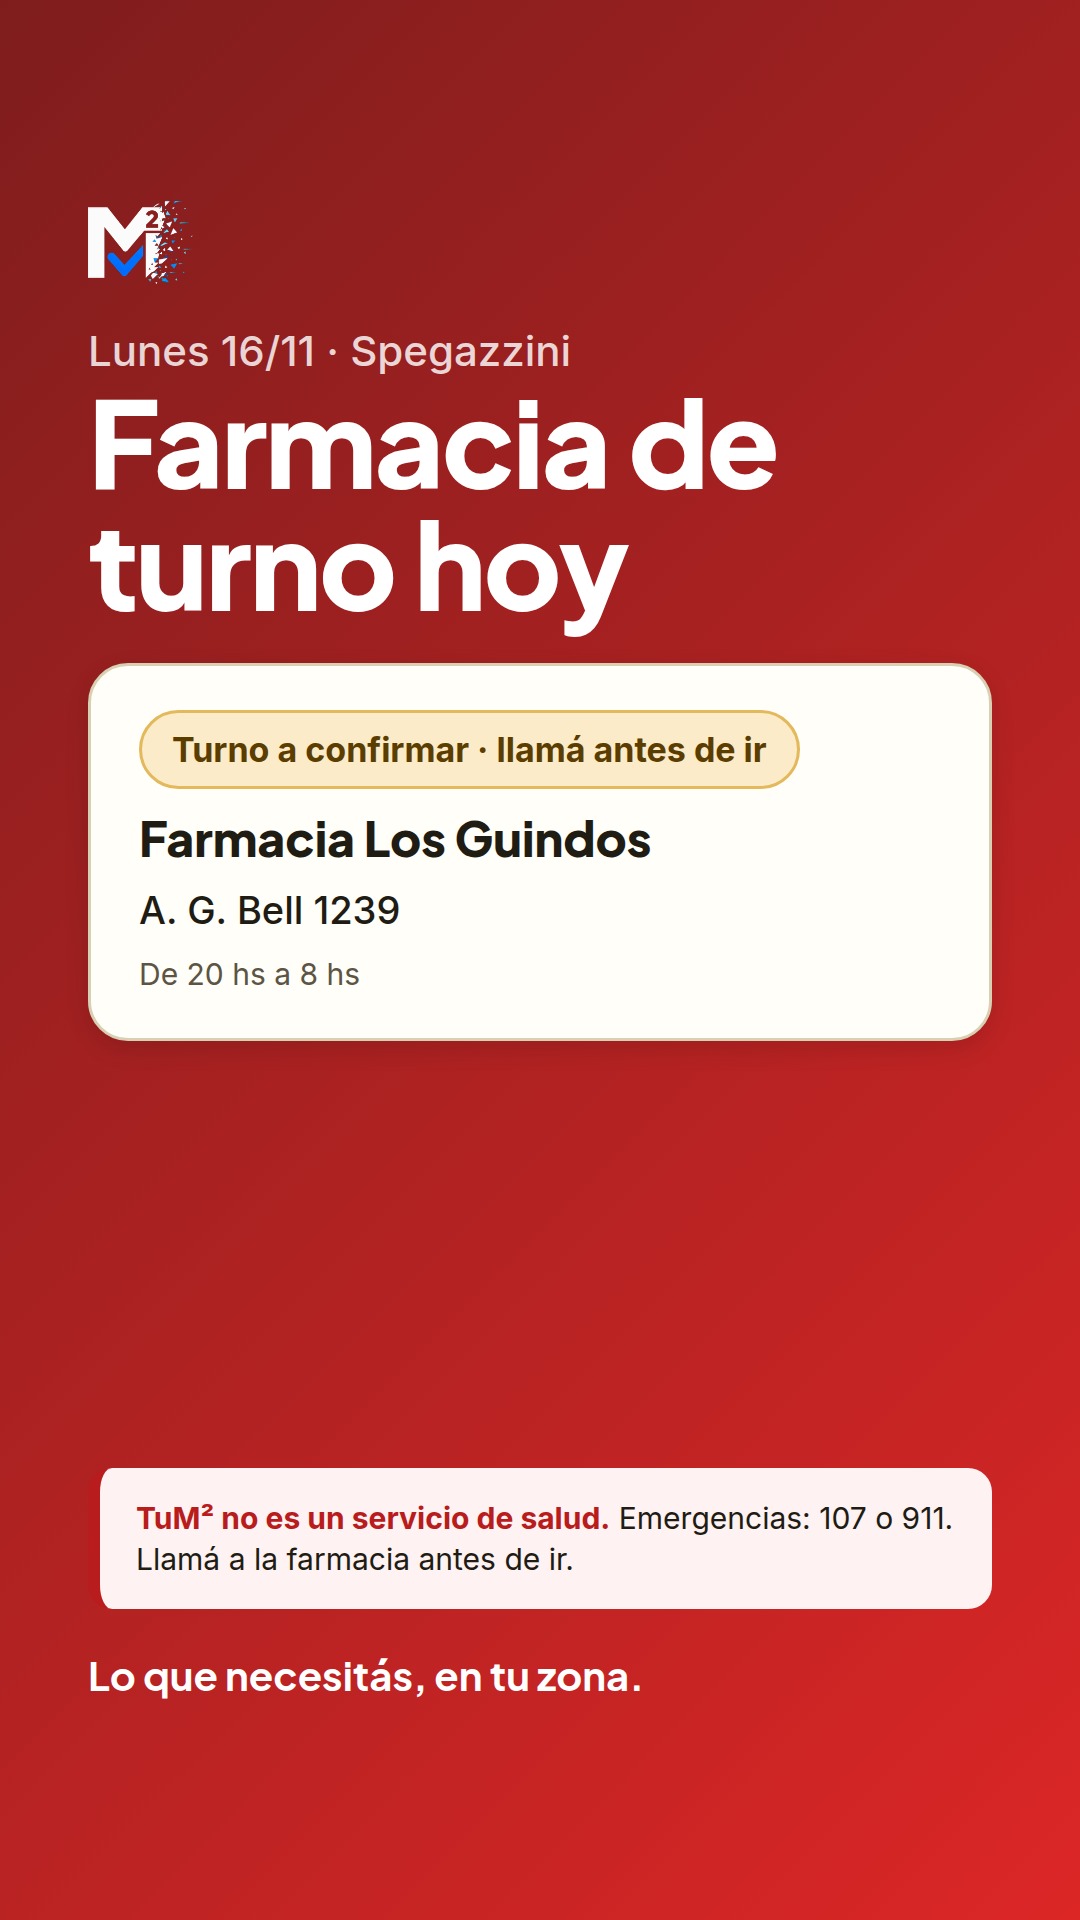 M2
Lunes 16/11 · Spegazzini
Farmacia de
turno hoy
Turno a confirmar · llamá antes de ir
Farmacia Los Guindos
A. G. Bell 1239
De 20 hs a 8 hs
TuM² no es un servicio de salud. Emergencias: 107 o 911.
Llamá a la farmacia antes de ir.
Lo que necesitás, en tu zona.